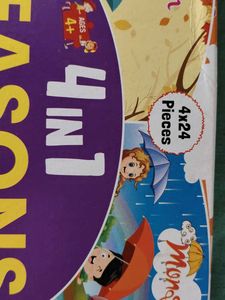 AGES
4+
4 IN 1
4x24
Pieces
EASONS